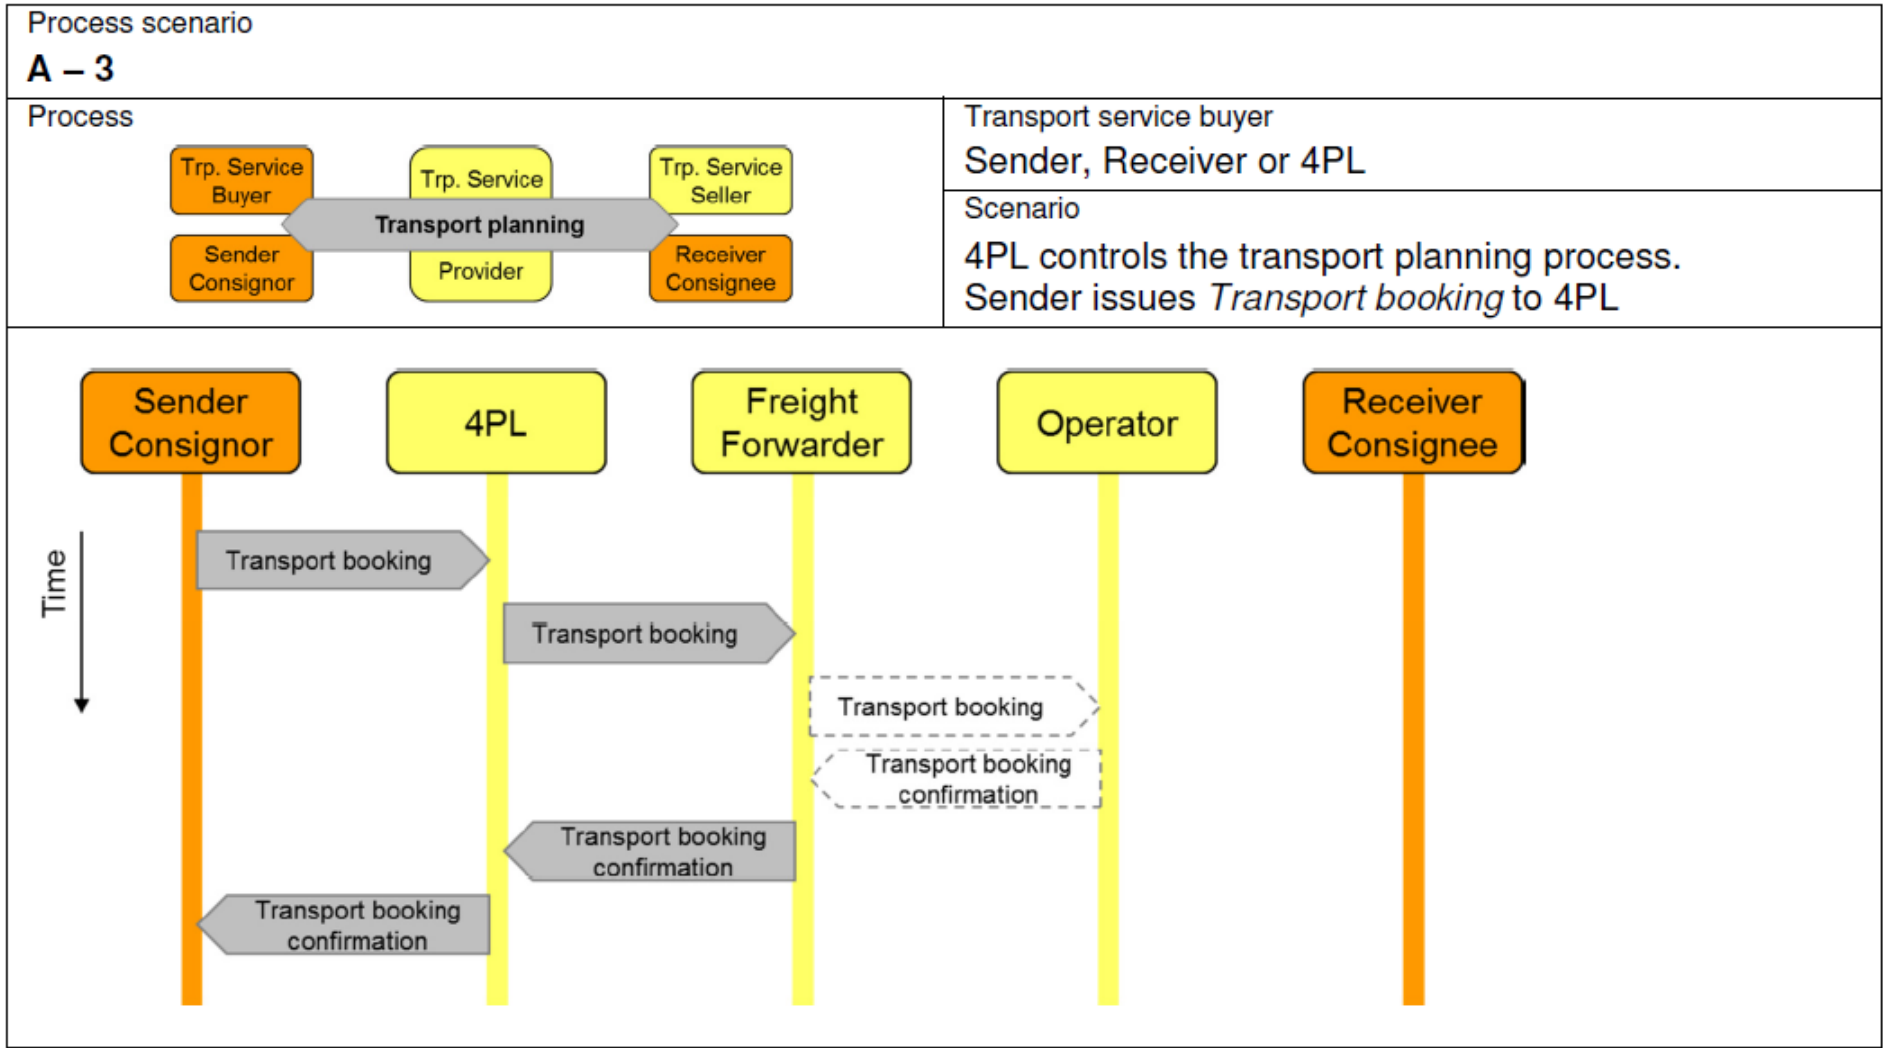 Process scenario
A – 3
Process
Trp. Service
Buyer
Trp. Service
Trp. Service
Seller
Transport planning
Sender
Consignor
Provider
Receiver
Consignee
Transport service buyer
Sender, Receiver or 4PL
Scenario
4PL controls the transport planning process.
Sender issues Transport booking to 4PL
Sender
Consignor
4PL
Freight
Forwarder
Operator
Receiver
Consignee
Time
Transport booking
Transport booking
Transport booking
Transport booking
confirmation
Transport booking
confirmation
Transport booking
confirmation